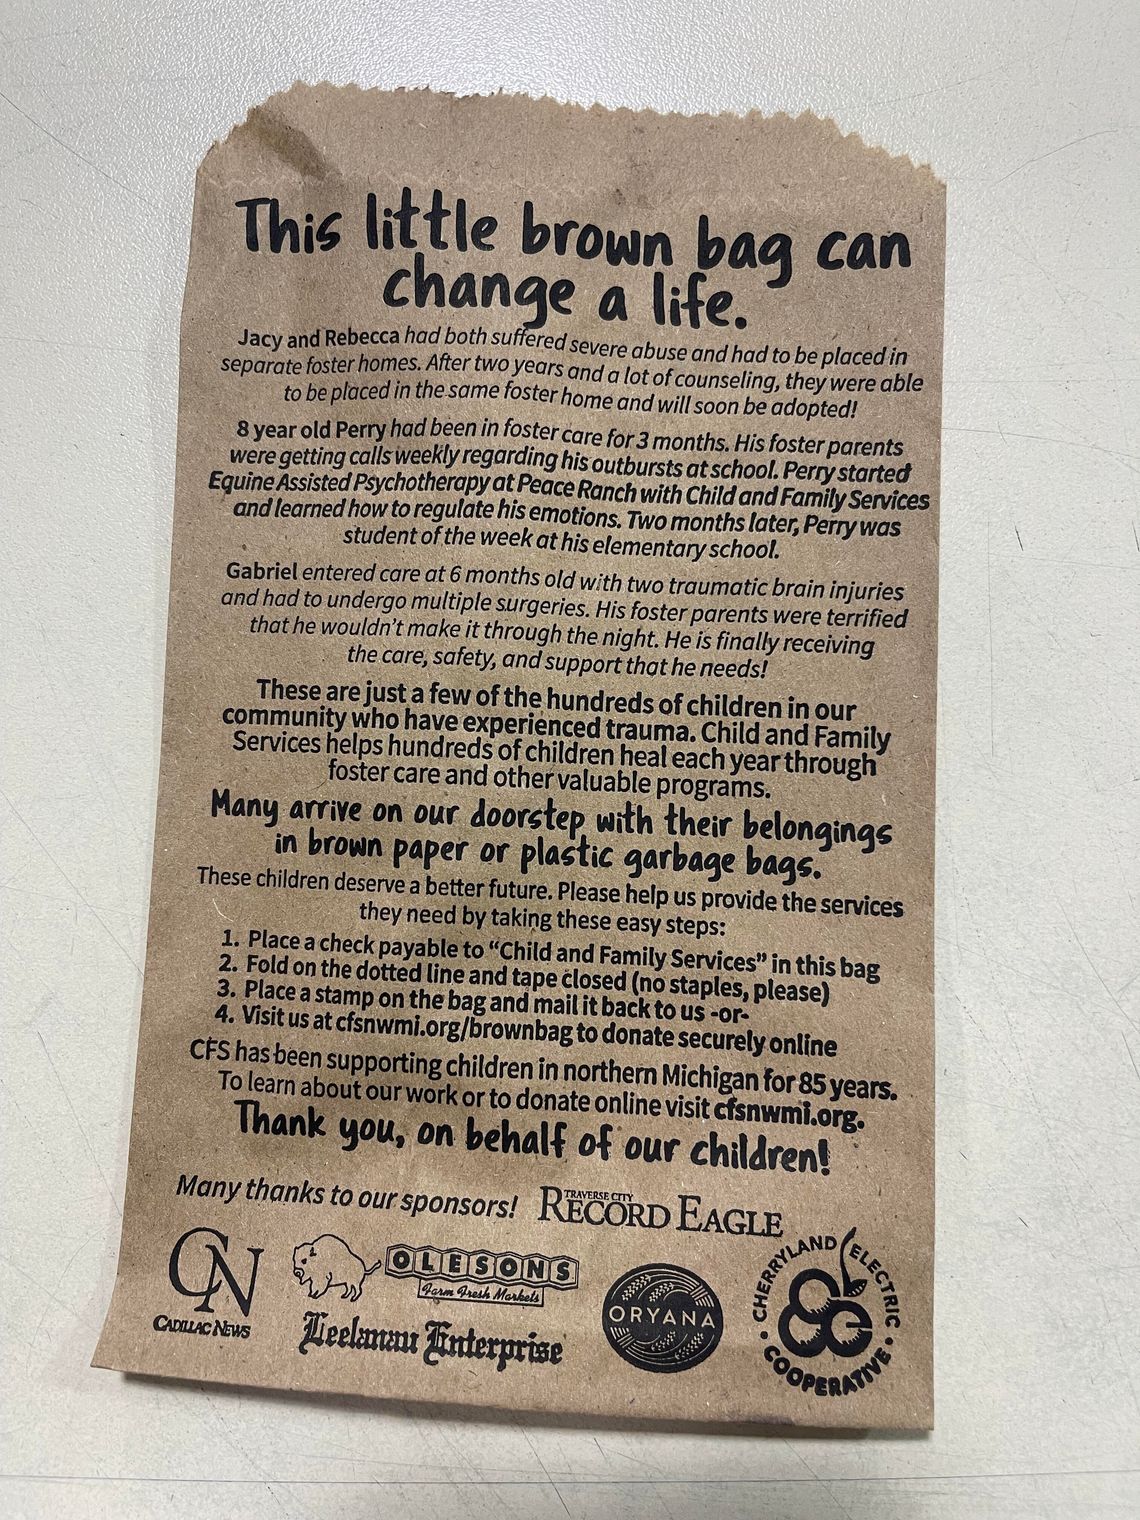 This little brown bag can
change a life.
Jacy and Rebecca had both suffered severe abuse and had to be placed in
separate foster homes. After two years and a lot of counseling, they were able
to be placed in the same foster home and will soon be adopted!
8 year old Perry had been in foster care for 3 months. His foster parents
were getting calls weekly regarding his outbursts at school. Perry started
Equine Assisted Psychotherapy at Peace Ranch with Child and Family Services
and learned how to regulate his emotions. Two months later, Perry was
student of the week at his elementary school.
Gabriel entered care at 6 months old with two traumatic brain injuries
and had to undergo multiple surgeries. His foster parents were terrified
that he wouldn't make it through the night. He is finally receiving
the care, safety, and support that he needs!
These are just a few of the hundreds of children in our
community who have experienced trauma. Child and Family
Services helps hundreds of children heal each year through
foster care and other valuable programs.
Many arrive on our doorstep with their belongings
in brown paper or plastic garbage bags.
These children deserve a better future. Please help us provide the services
they need by taking these easy steps:
1. Place a check payable to “Child and Family Services” in this bag
2. Fold on the dotted line and tape closed (no staples, please)
3. Place a stamp on the bag and mail it back to us -or-
4. Visit us at cfsnwmi.org/brownbag to donate securely online
CFS has been supporting children in northern Michigan for 85 years.
To learn about our work or to donate online visit cfsnwmi.org.
Thank you, on behalf of our children!
Many thanks to our sponsors!
TRAVERSE CITY
RECORD EAGLE
CN
CADILLAC NEWS
OLESONS
Farm Fresh Markets
Leelanau Enterprise
ORYANA
CHERRYLAND ELECTRIC
COOPERATIVE